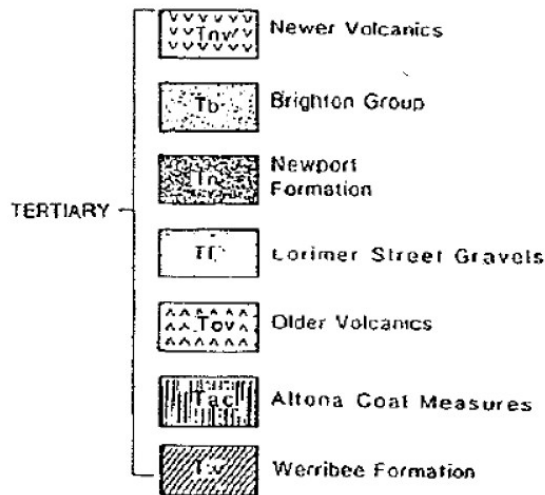 Tnv
Newer Volcanics
Tb
Brighton Group
Tn
Newport
Formation
TERTIARY
Lorimer Street Gravels
Tov
Older Volcanics
Tac
Altona Coat Measures
Werribee Formation